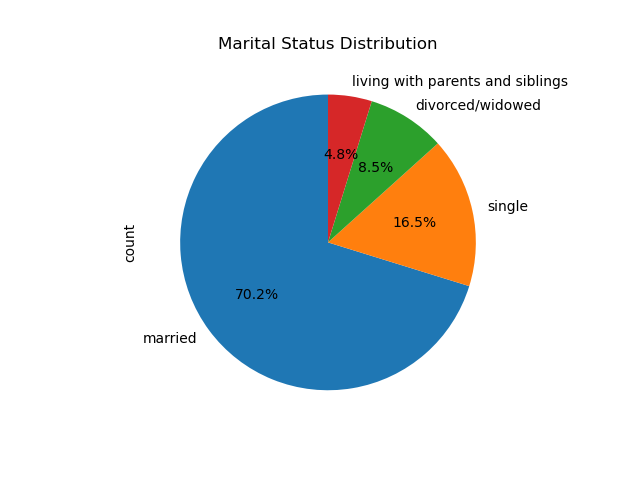 Marital Status Distribution
living with parents and siblings
divorced/widowed
4.8%
8.5%
single
16.5%
count
70.2%
married